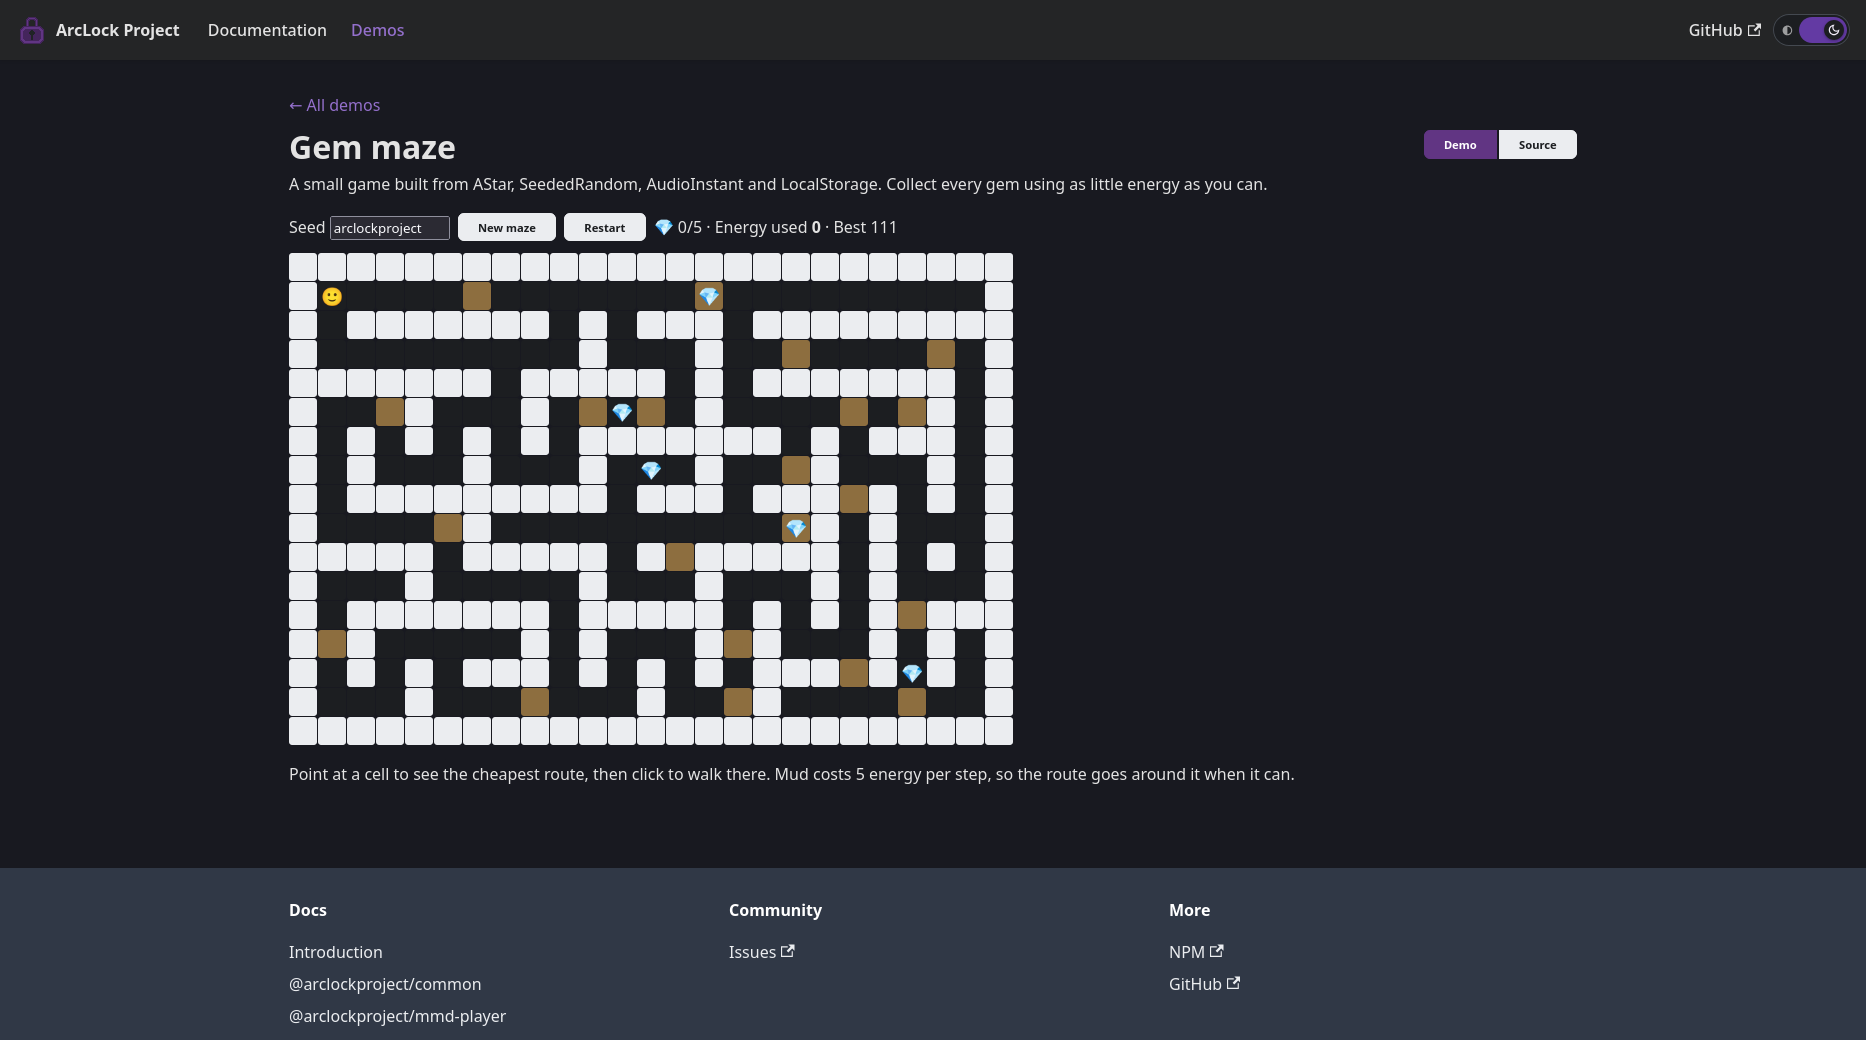 ArcLock Project Documentation Demos GitHub
← All demos
Gem maze
Demo Source
A small game built from AStar, SeededRandom, AudioInstant and LocalStorage. Collect every gem using as little energy as you can.
Seed arclockproject New maze Restart 💎 0/5 · Energy used 0 · Best 111
Point at a cell to see the cheapest route, then click to walk there. Mud costs 5 energy per step, so the route goes around it when it can.
Docs Community More
Introduction Issues NPM
@arclockproject/common GitHub
@arclockproject/mmd-player